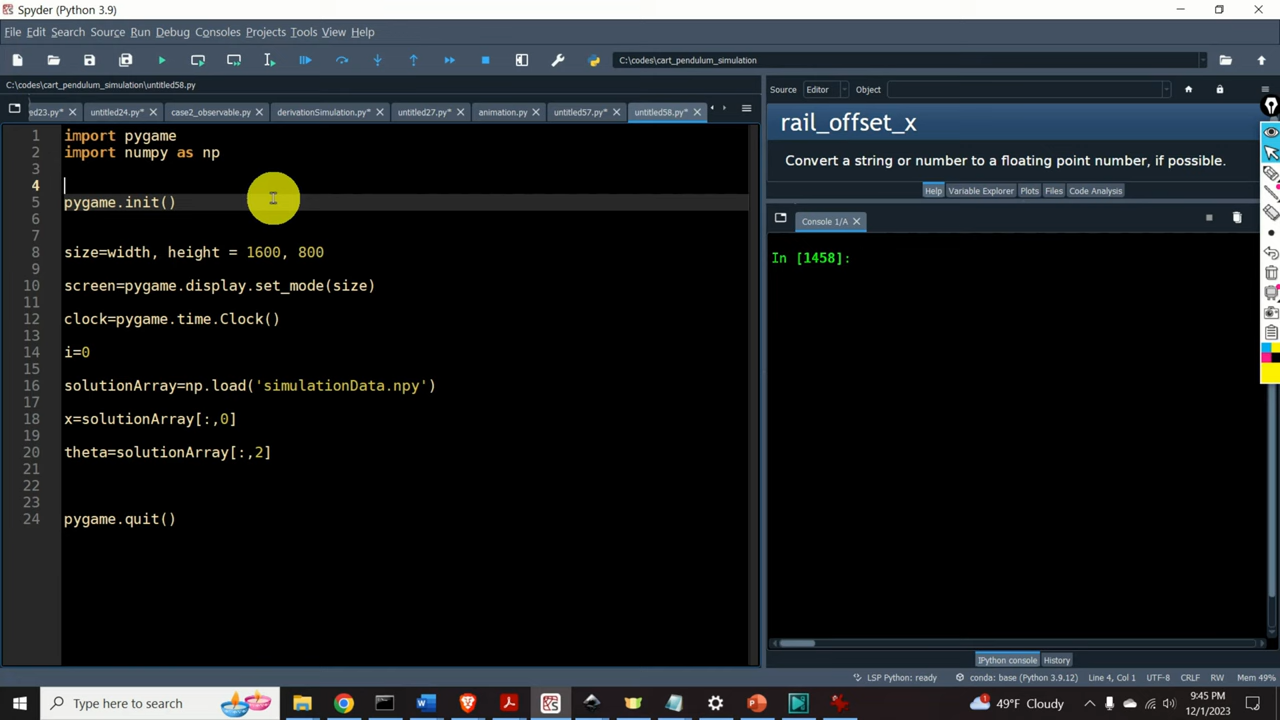 Spyder (Python 3.9)
File Edit Search Source Run Debug Consoles Projects Tools View Help
C:\codes\cart_pendulum_simulation
C:\codes\cart_pendulum_simulation\untitled58.py
ed23.py* untitled24.py* case2_observable.py derivationSimulation.py* untitled27.py* animation.py untitled57.py* untitled58.py*
1 import pygame
2 import numpy as np
3
4
5 pygame.init()
6
7
8 size=width, height = 1600, 800
9
10 screen=pygame.display.set_mode(size)
11
12 clock=pygame.time.Clock()
13
14 i=0
15
16 solutionArray=np.load('simulationData.npy')
17
18 x=solutionArray[:,0]
19
20 theta=solutionArray[:,2]
21
22
23
24 pygame.quit()
Source Editor Object
rail_offset_x
Convert a string or number to a floating point number, if possible.
Help Variable Explorer Plots Files Code Analysis
Console 1/A
In [1458]:
IPython console History
LSP Python: ready conda: base (Python 3.9.12) Line 4, Col 1 UTF-8 CRLF RW Mem 49%
Type here to search
49°F Cloudy
9:45 PM
12/1/2023